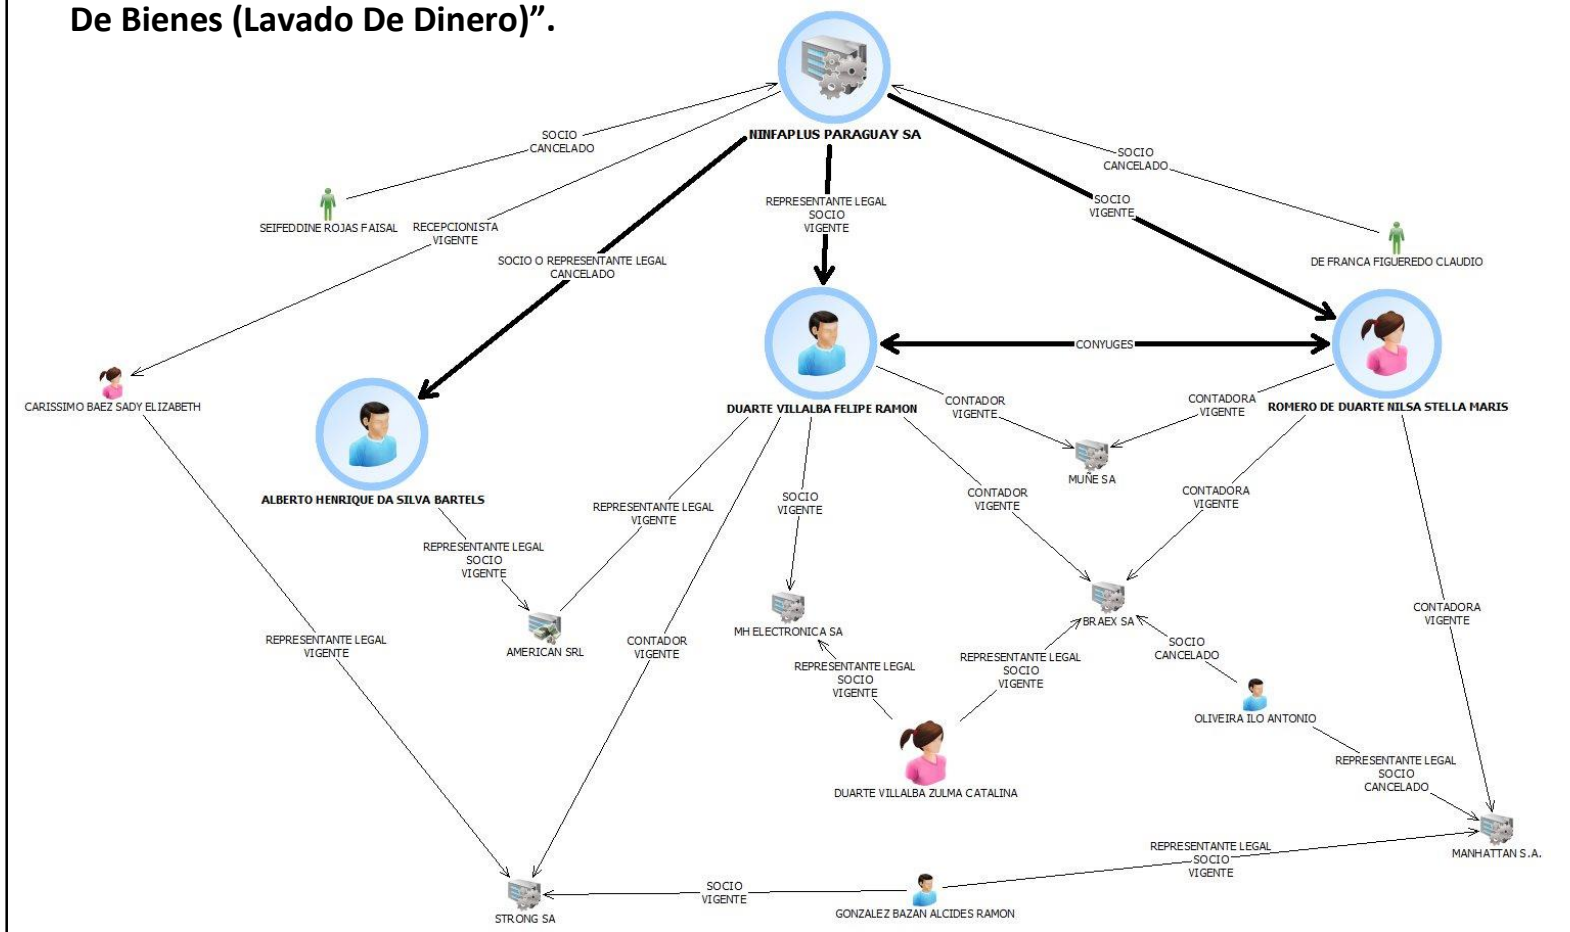 De Bienes (Lavado De Dinero)”.
NINFAPLUS PARAGUAY SA
SOCIO
CANCELADO
SOCIO
CANCELADO
REPRESENTANTE LEGAL
SOCIO
VIGENTE
SOCIO
VIGENTE
SEIFEDDINE ROJAS FAISAL
RECEPCIONISTA
VIGENTE
SOCIO O REPRESENTANTE LEGAL
CANCELADO
DE FRANCA FIGUEREDO CLAUDIO
CONYUGES
CARISSIMO BAEZ SADY ELIZABETH
DUARTE VILLALBA FELIPE RAMON
CONTADOR
VIGENTE
CONTADORA
VIGENTE
ROMERO DE DUARTE NILSA STELLA MARIS
MUÑE SA
ALBERTO HENRIQUE DA SILVA BARTELS
REPRESENTANTE LEGAL
VIGENTE
SOCIO
VIGENTE
CONTADOR
VIGENTE
CONTADORA
VIGENTE
REPRESENTANTE LEGAL
SOCIO
VIGENTE
AMERICAN SRL
MH ELECTRONICA SA
BRAEX SA
REPRESENTANTE LEGAL
VIGENTE
CONTADOR
VIGENTE
REPRESENTANTE LEGAL
SOCIO
VIGENTE
REPRESENTANTE LEGAL
SOCIO
VIGENTE
SOCIO
CANCELADO
CONTADORA
VIGENTE
OLIVEIRA ILO ANTONIO
DUARTE VILLALBA ZULMA CATALINA
REPRESENTANTE LEGAL
SOCIO
CANCELADO
MANHATTAN S.A.
REPRESENTANTE LEGAL
SOCIO
VIGENTE
SOCIO
VIGENTE
STRONG SA
GONZALEZ BAZAN ALCIDES RAMON